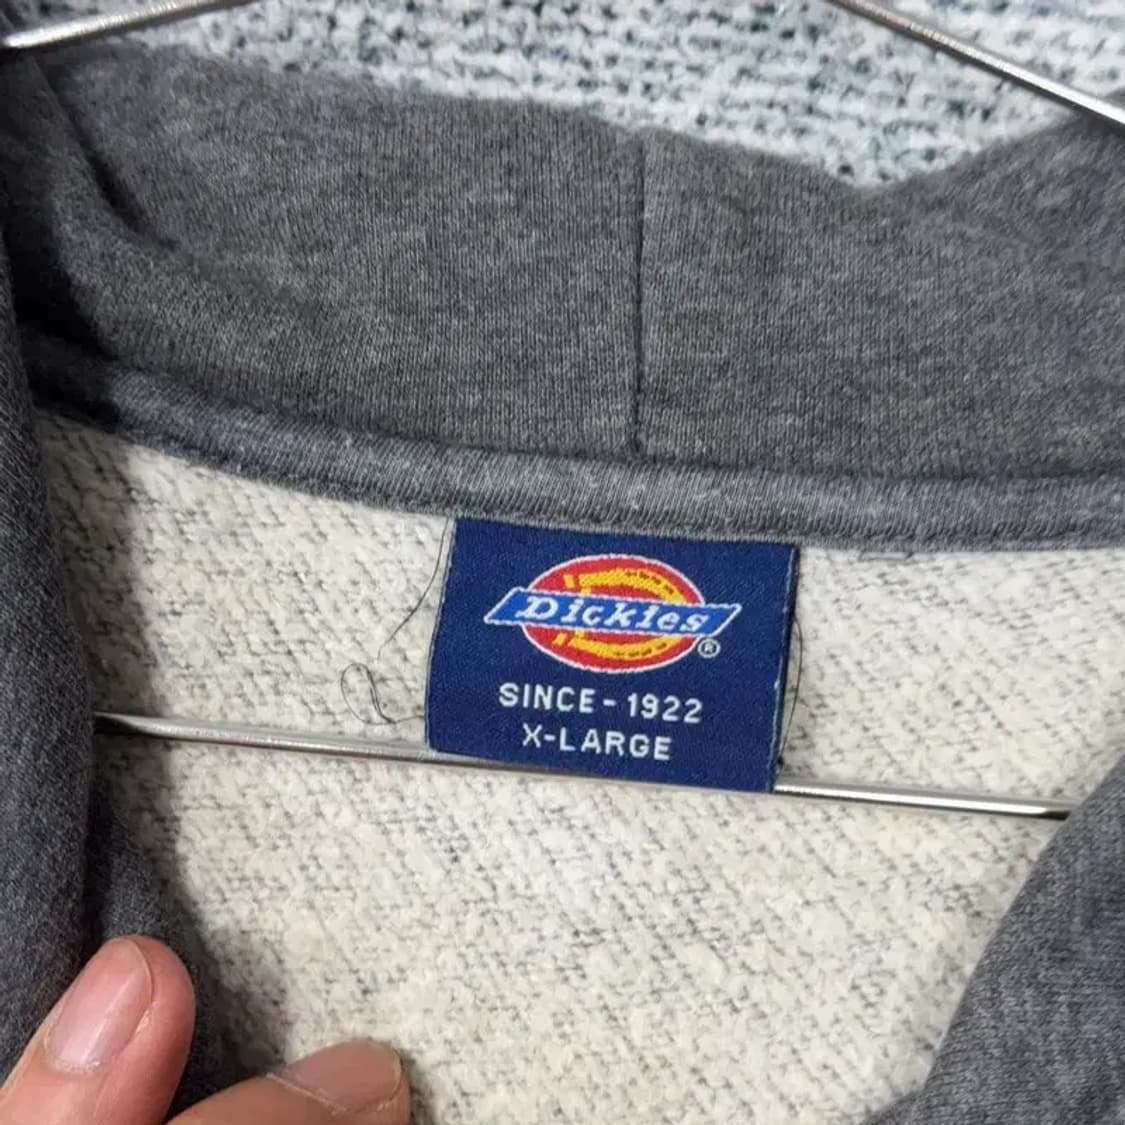 Dickies®
SINCE - 1922
X-LARGE